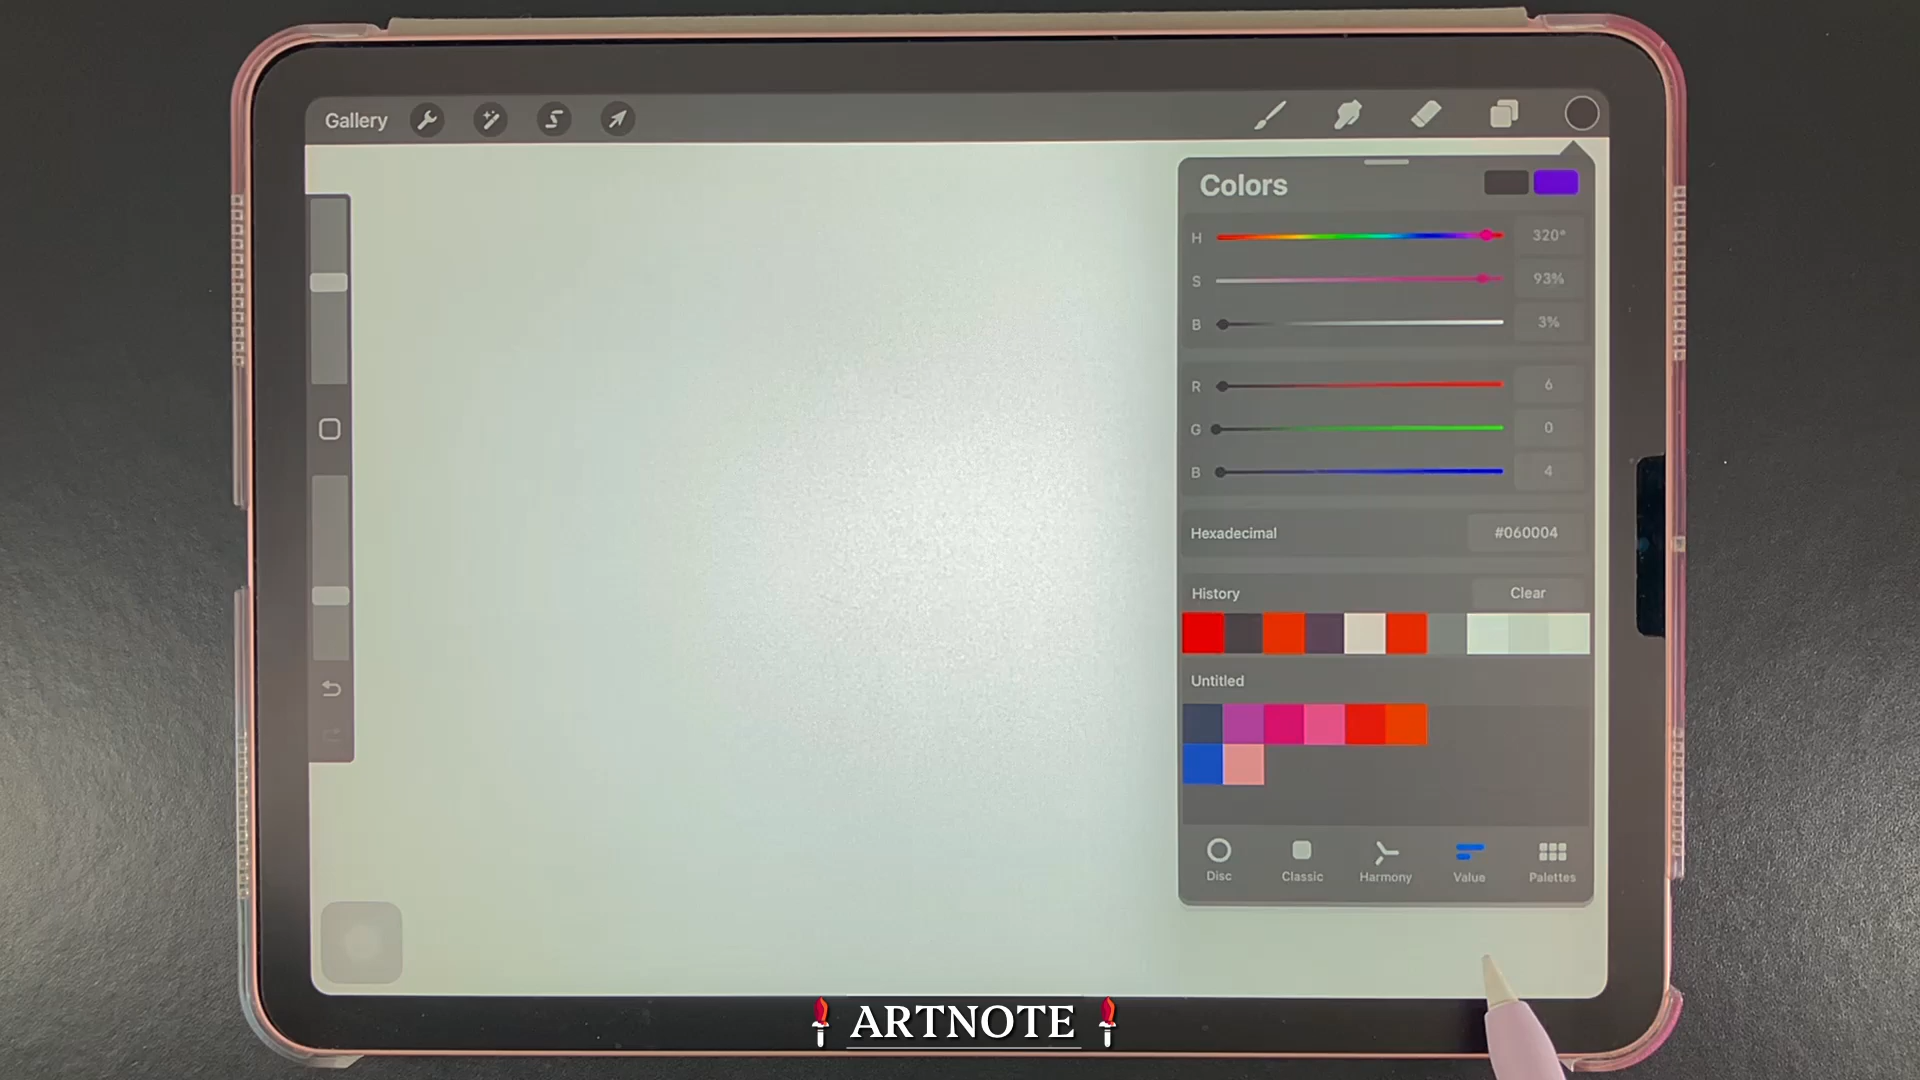 Gallery
Colors
H 320°
S 93%
B 3%
R 6
G 0
B 4
Hexadecimal #060004
History Clear
Untitled
Disc Classic Harmony Value Palettes
ARTNOTE